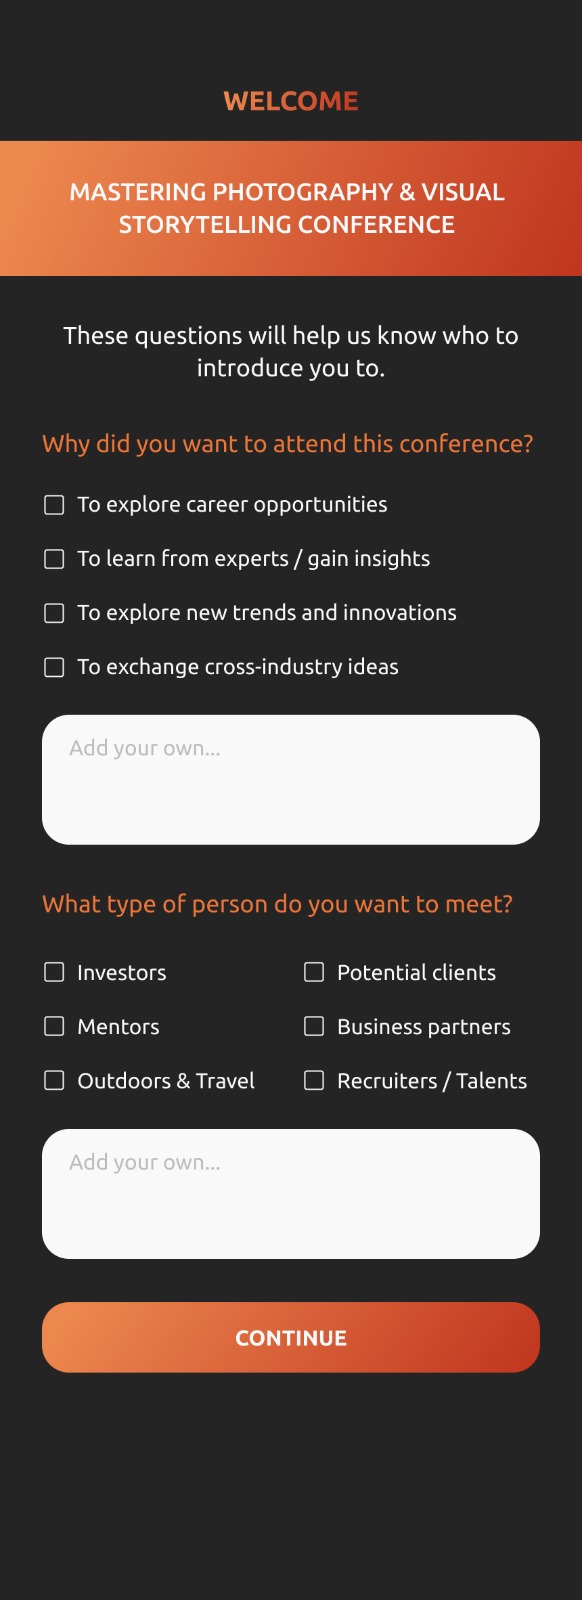 WELCOME
MASTERING PHOTOGRAPHY & VISUAL
STORYTELLING CONFERENCE
These questions will help us know who to
introduce you to.
Why did you want to attend this conference?
To explore career opportunities
To learn from experts / gain insights
To explore new trends and innovations
To exchange cross-industry ideas
Add your own...
What type of person do you want to meet?
Investors
Potential clients
Mentors
Business partners
Outdoors & Travel
Recruiters / Talents
Add your own...
CONTINUE